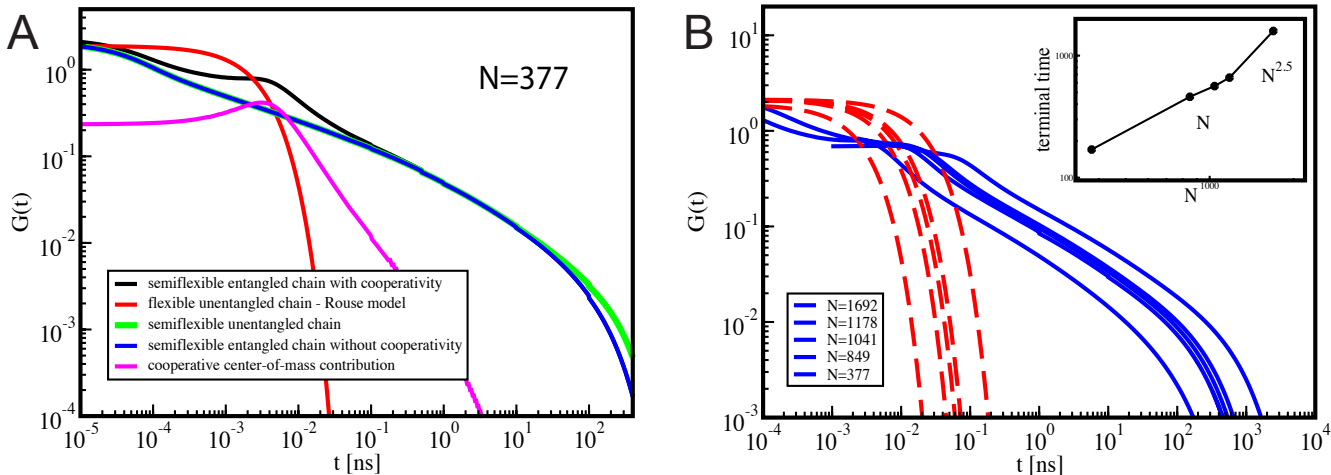 A
N=377
G(t)
10^0
10^-1
10^-2
10^-3
10^-4
semiflexible entangled chain with cooperativity
flexible unentangled chain - Rouse model
semiflexible unentangled chain
semiflexible entangled chain without cooperativity
cooperative center-of-mass contribution
10^-5 10^-4 10^-3 10^-2 10^-1 10^0 10^1 10^2
t [ns]
B
G(t)
10^1
10^0
10^-1
10^-2
10^-3
terminal time
1000
100
N^2.5
N
1000
N
N=1692
N=1178
N=1041
N=849
N=377
10^-4 10^-3 10^-2 10^-1 10^0 10^1 10^2 10^3 10^4
t [ns]